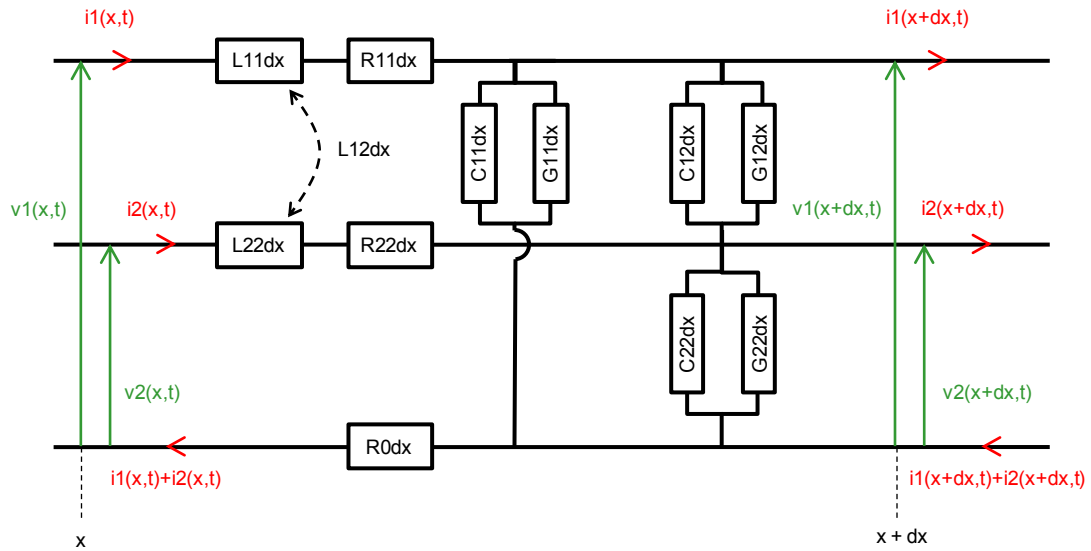 i1(x,t)
i1(x+dx,t)
L11dx
R11dx
C11dx
G11dx
C12dx
G12dx
L12dx
v1(x,t)
i2(x,t)
v1(x+dx,t)
i2(x+dx,t)
L22dx
R22dx
C22dx
G22dx
v2(x,t)
v2(x+dx,t)
R0dx
i1(x,t)+i2(x,t)
i1(x+dx,t)+i2(x+dx,t)
x
x + dx